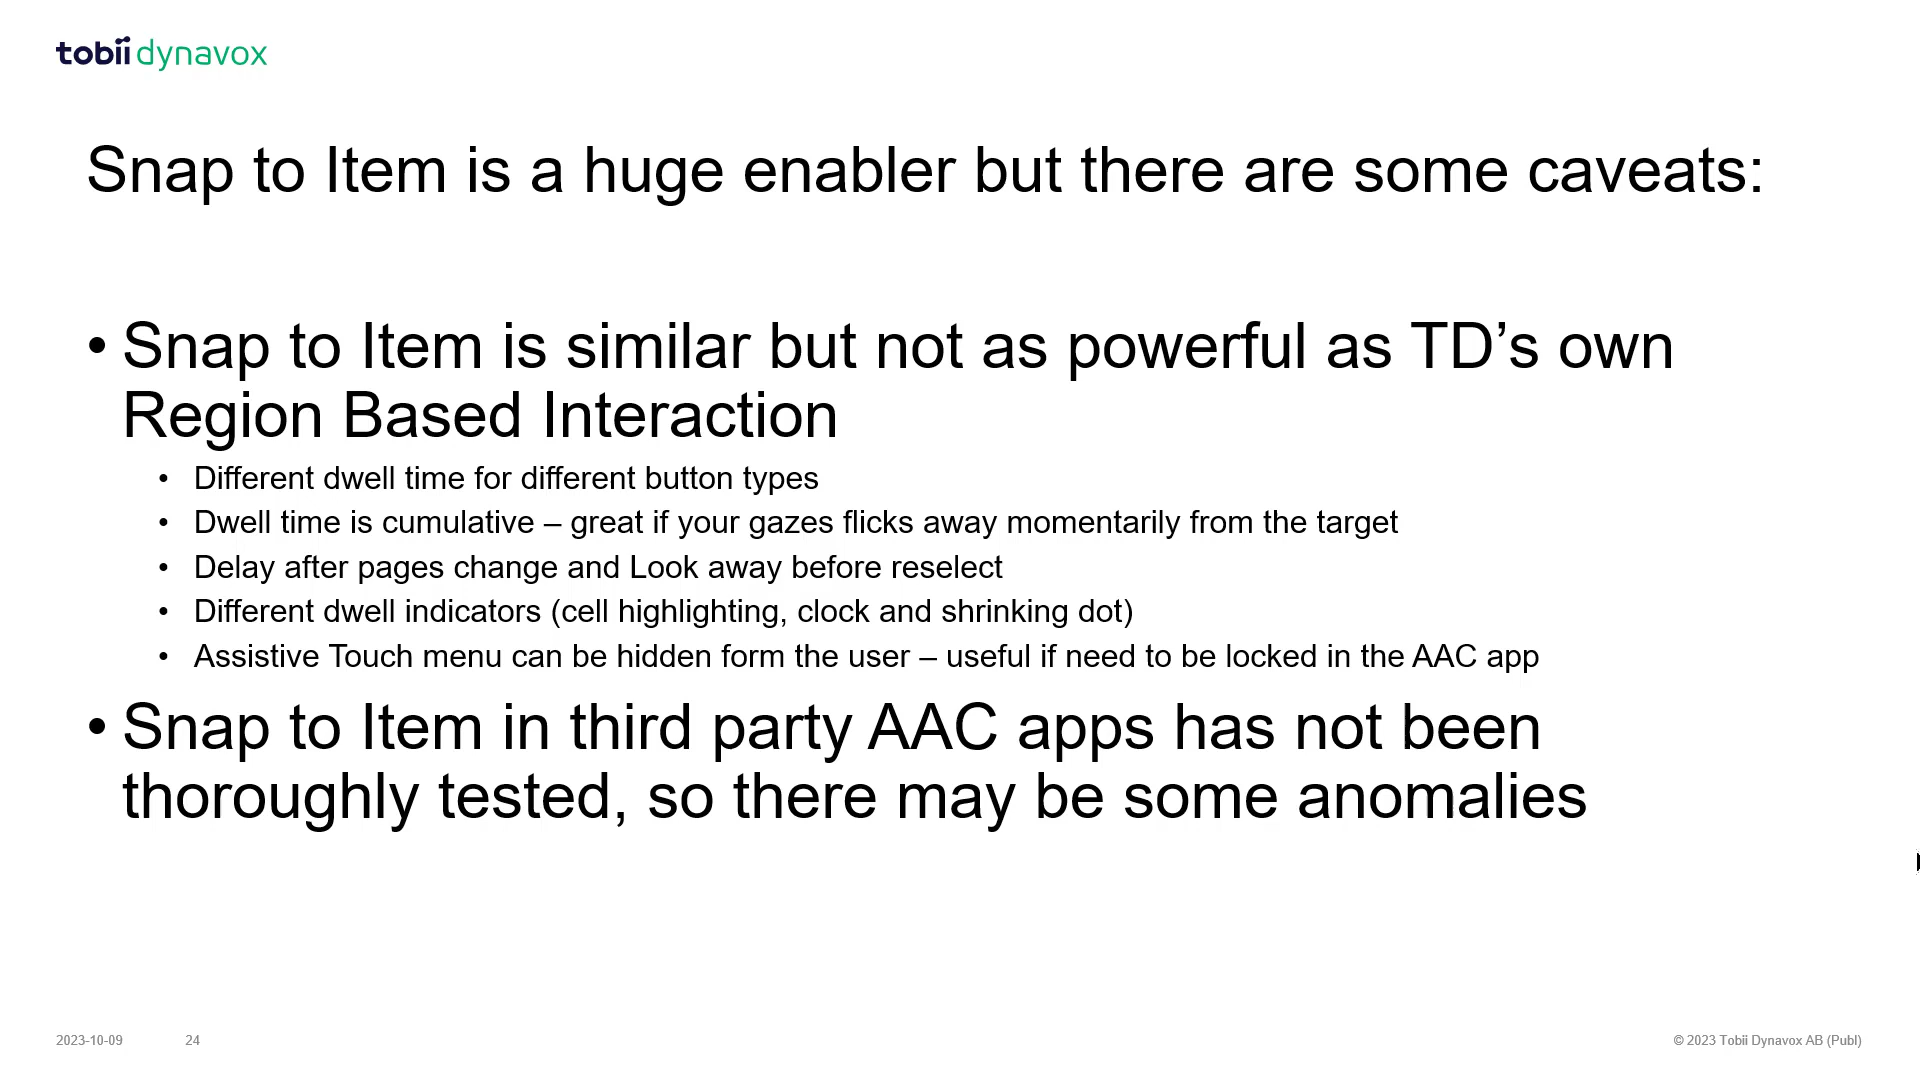 tobii dynavox
Snap to Item is a huge enabler but there are some caveats:
• Snap to Item is similar but not as powerful as TD’s own
Region Based Interaction
• Different dwell time for different button types
• Dwell time is cumulative – great if your gazes flicks away momentarily from the target
• Delay after pages change and Look away before reselect
• Different dwell indicators (cell highlighting, clock and shrinking dot)
• Assistive Touch menu can be hidden form the user – useful if need to be locked in the AAC app
• Snap to Item in third party AAC apps has not been
thoroughly tested, so there may be some anomalies
2023-10-09 24 © 2023 Tobii Dynavox AB (Publ)